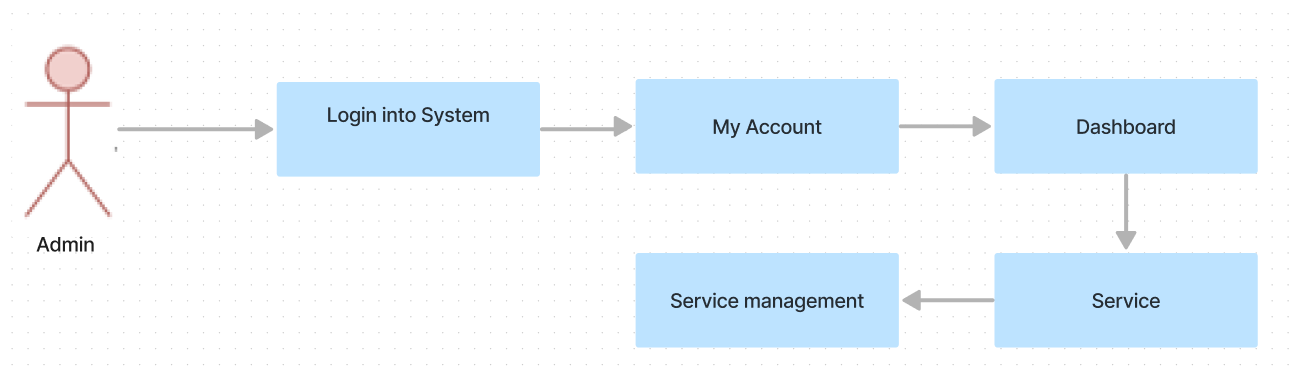 Login into System
My Account
Dashboard
Admin
Service management
Service